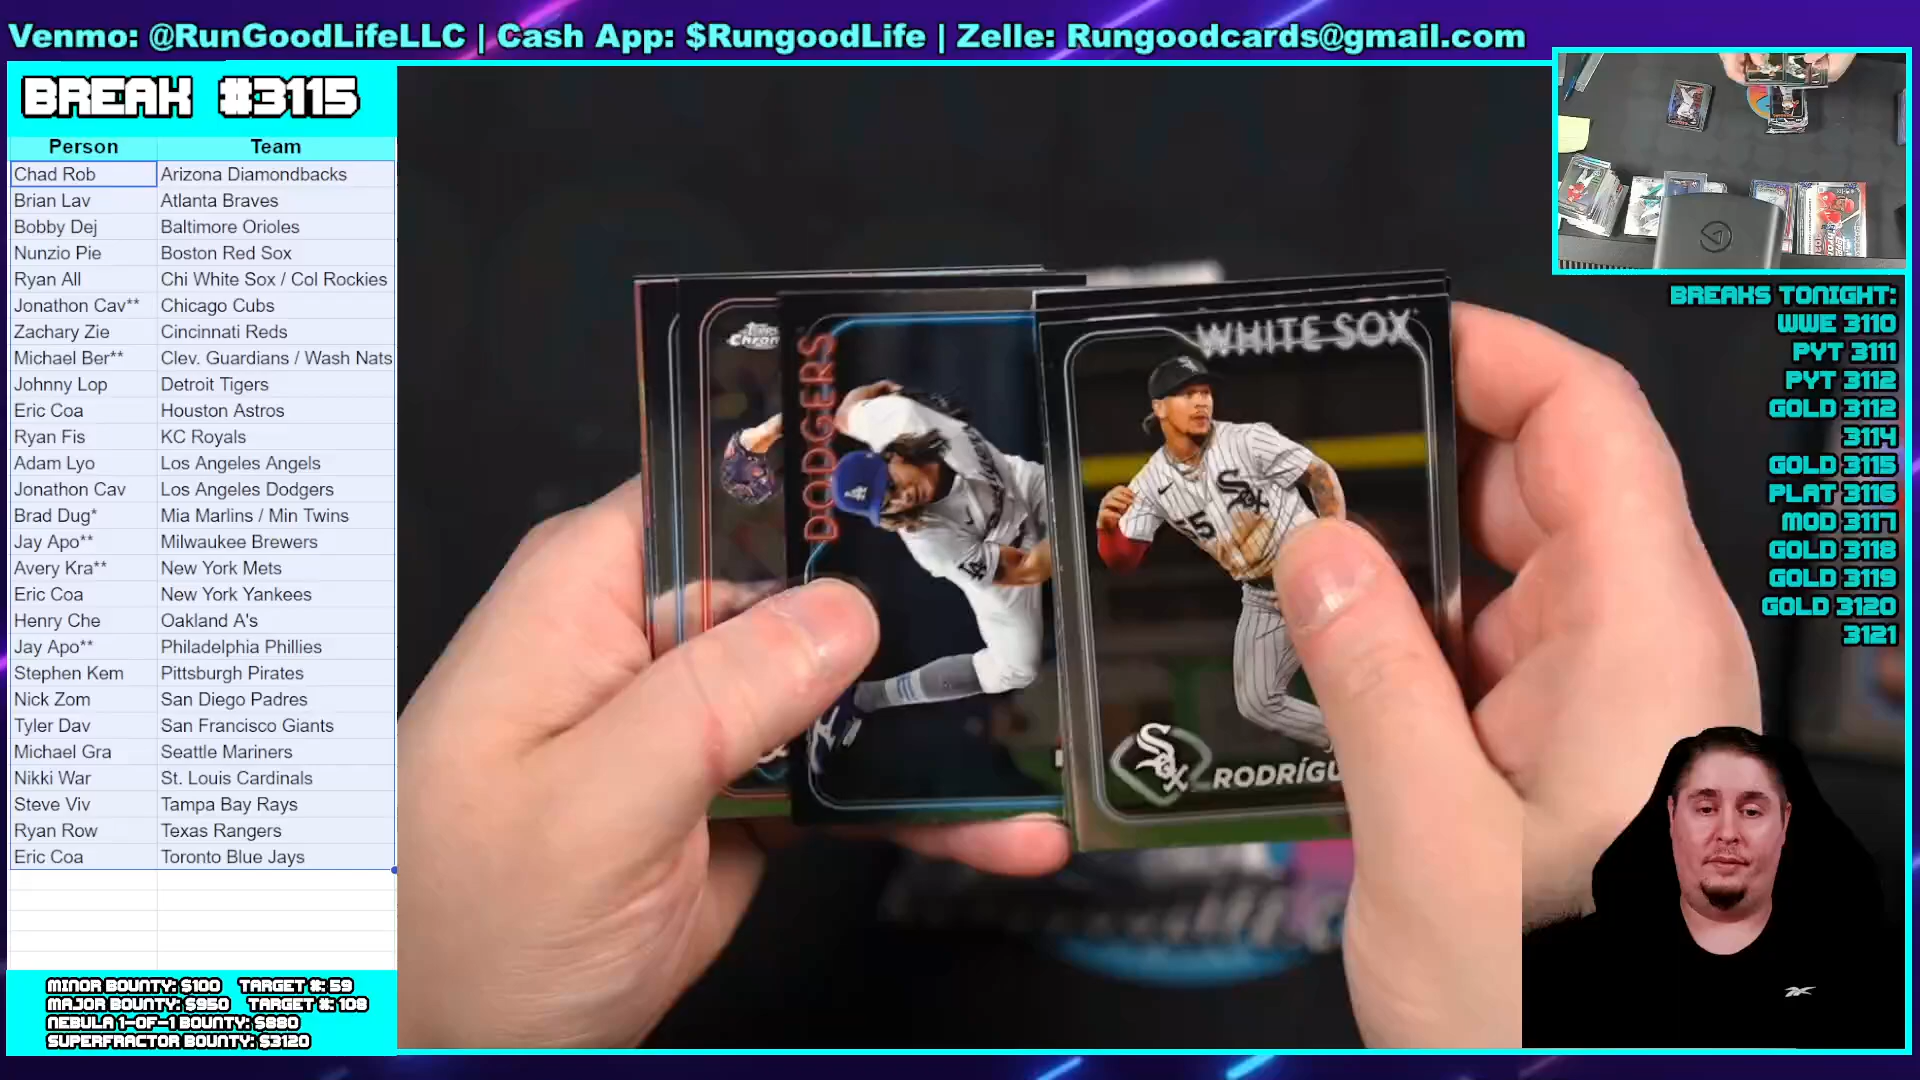 Venmo: @RunGoodLifeLLC | Cash App: $RungoodLife | Zelle: Rungoodcards@gmail.com
BREAK #3115
Person Team
Chad Rob Arizona Diamondbacks
Brian Lav Atlanta Braves
Bobby Dej Baltimore Orioles
Nunzio Pie Boston Red Sox
Ryan All Chi White Sox / Col Rockies
Jonathon Cav** Chicago Cubs
Zachary Zie Cincinnati Reds
Michael Ber** Clev. Guardians / Wash Nats
Johnny Lop Detroit Tigers
Eric Coa Houston Astros
Ryan Fis KC Royals
Adam Lyo Los Angeles Angels
Jonathon Cav Los Angeles Dodgers
Brad Dug* Mia Marlins / Min Twins
Jay Apo** Milwaukee Brewers
Avery Kra** New York Mets
Eric Coa New York Yankees
Henry Che Oakland A's
Jay Apo** Philadelphia Phillies
Stephen Kem Pittsburgh Pirates
Nick Zom San Diego Padres
Tyler Dav San Francisco Giants
Michael Gra Seattle Mariners
Nikki War St. Louis Cardinals
Steve Viv Tampa Bay Rays
Ryan Row Texas Rangers
Eric Coa Toronto Blue Jays
MINOR BOUNTY: $100 TARGET #: 59
MAJOR BOUNTY: $950 TARGET #: 108
NEBULA 1-OF-1 BOUNTY: $880
SUPERFRACTOR BOUNTY: $3120
DODGERS
WHITE SOX
SOX
RODRÍGU
BREAKS TONIGHT:
WWE 3110
PYT 3111
PYT 3112
GOLD 3112
3114
GOLD 3115
PLAT 3116
MOD 3117
GOLD 3118
GOLD 3119
GOLD 3120
3121